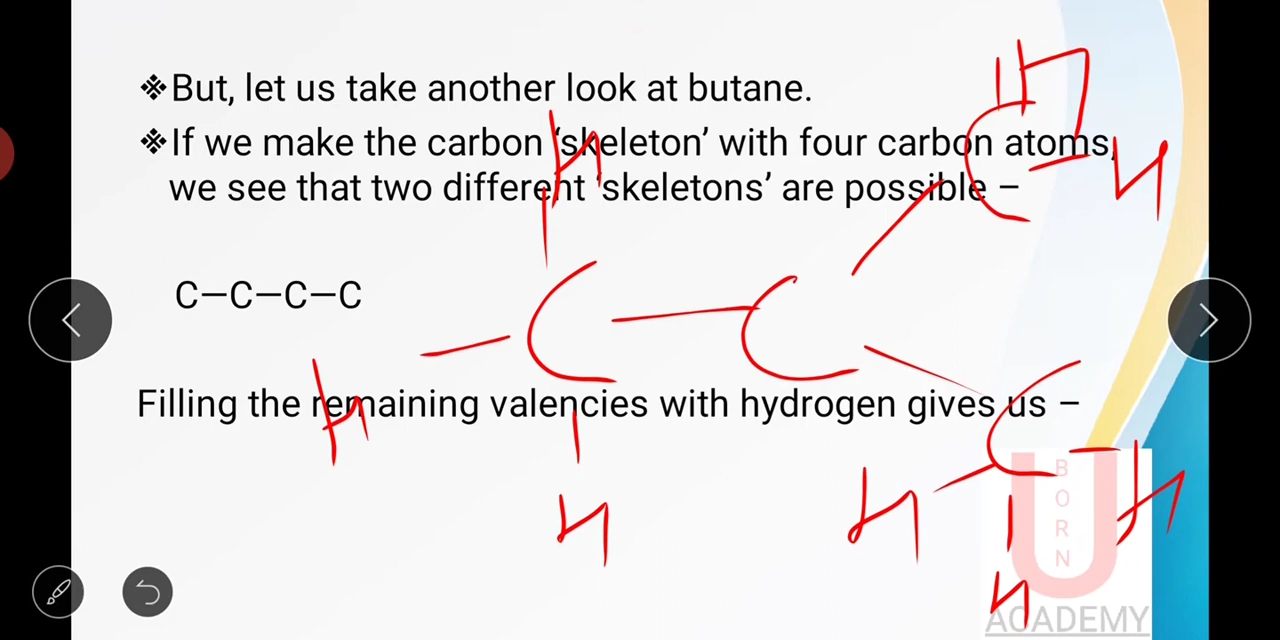 ❖But, let us take another look at butane.
❖If we make the carbon ‘skeleton’ with four carbon atoms,
we see that two different ‘skeletons’ are possible –
C–C–C–C
Filling the remaining valencies with hydrogen gives us –
H
H
H
C – C
C
H
H
C
H
H
H
H
BORN
U
ACADEMY